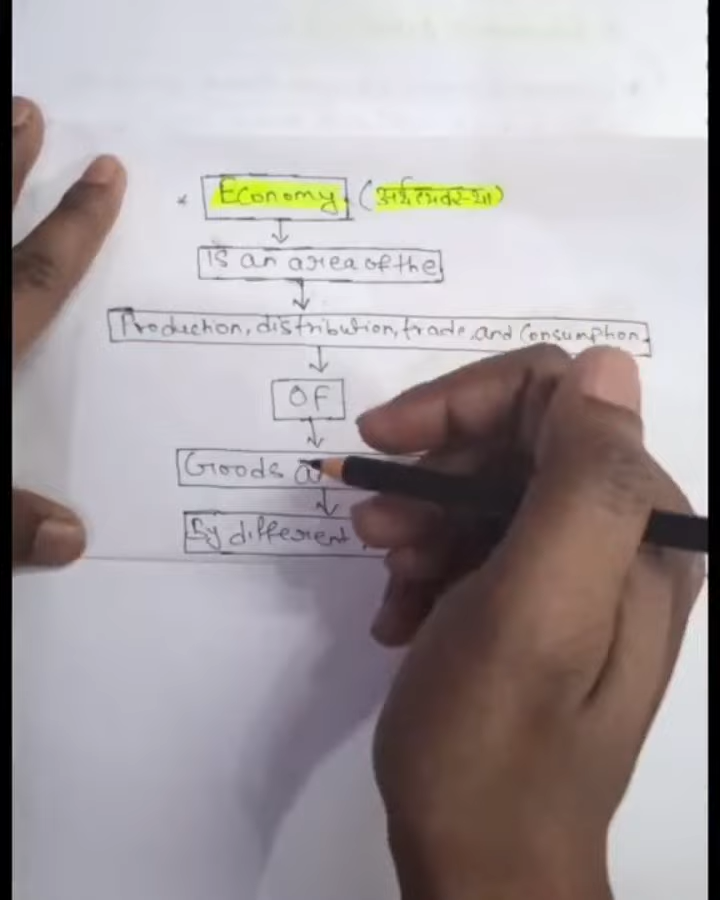 * Economy. (अर्थव्यवस्था)
is an area of the
Production, distribution, trade, and Consumption.
OF
Goods
By different